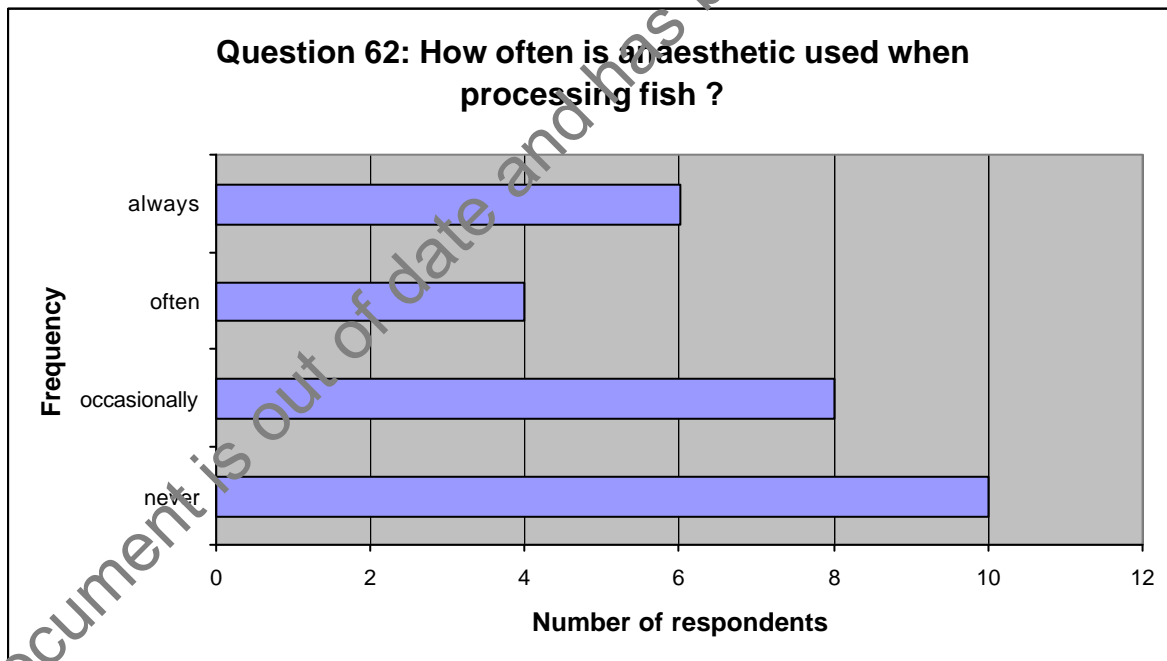 Question 62: How often is anaesthetic used when
processing fish ?
always
often
occasionally
never
Frequency
0 2 4 6 8 10 12
Number of respondents
ocument is out of date and has b